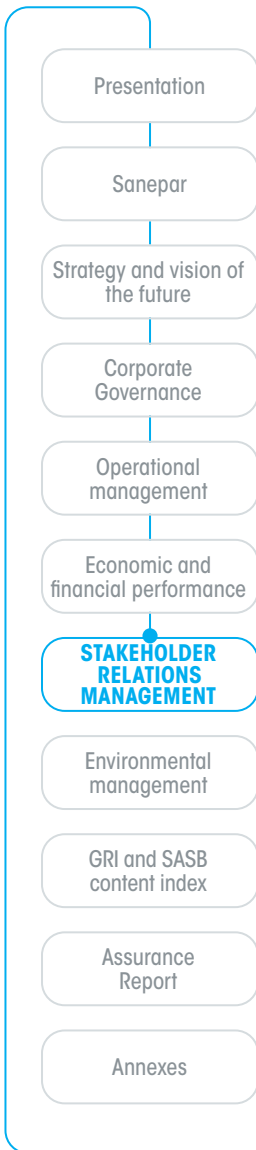 Presentation
Sanepar
Strategy and vision of
the future
Corporate
Governance
Operational
management
Economic and
financial performance
STAKEHOLDER
RELATIONS
MANAGEMENT
Environmental
management
GRI and SASB
content index
Assurance
Report
Annexes